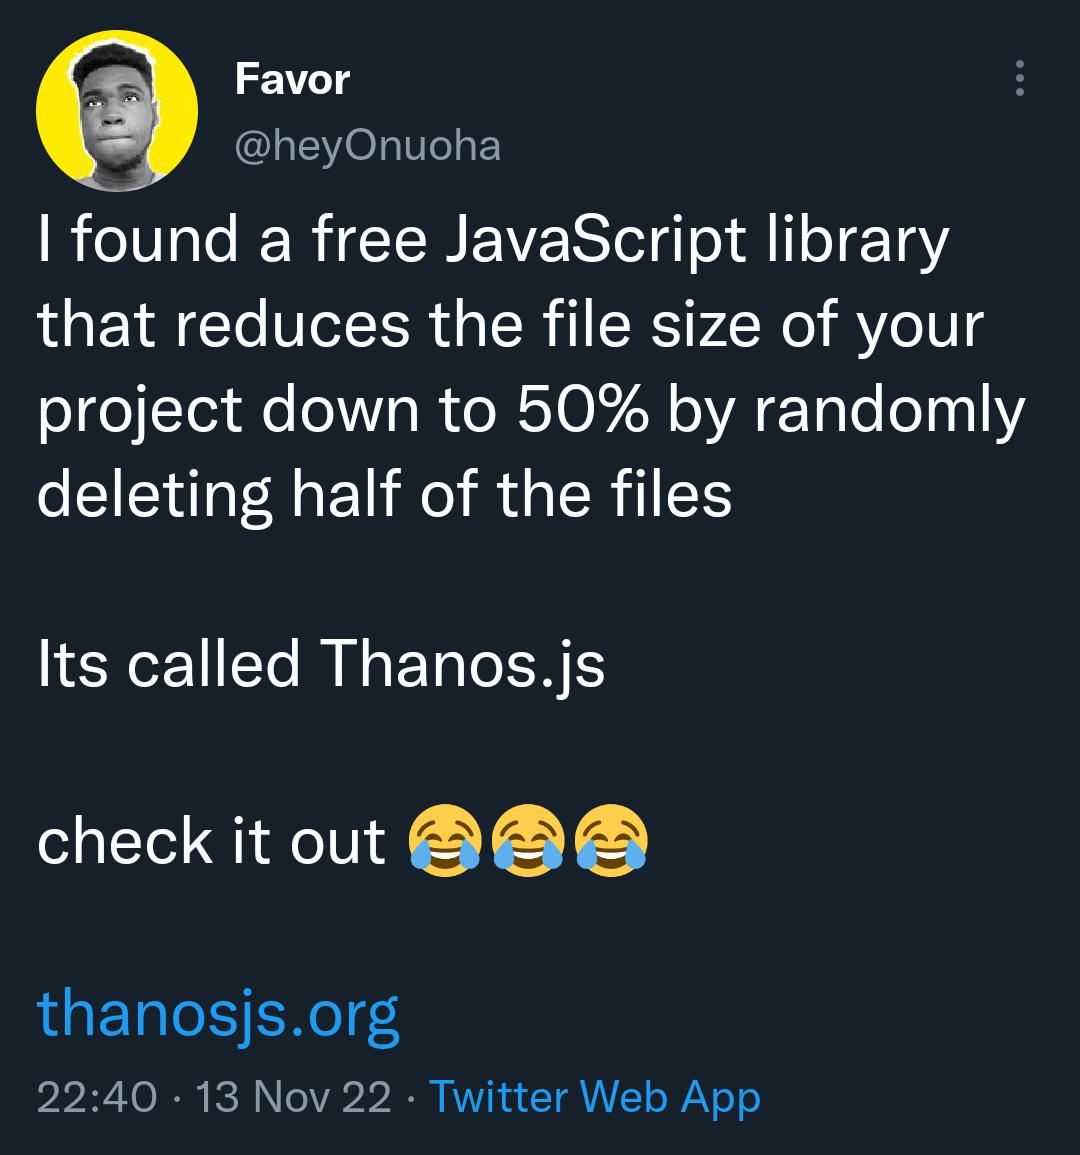 Favor
@heyOnuoha
I found a free JavaScript library
that reduces the file size of your
project down to 50% by randomly
deleting half of the files
Its called Thanos.js
check it out 😂😂😂
thanosjs.org
22:40 · 13 Nov 22 · Twitter Web App